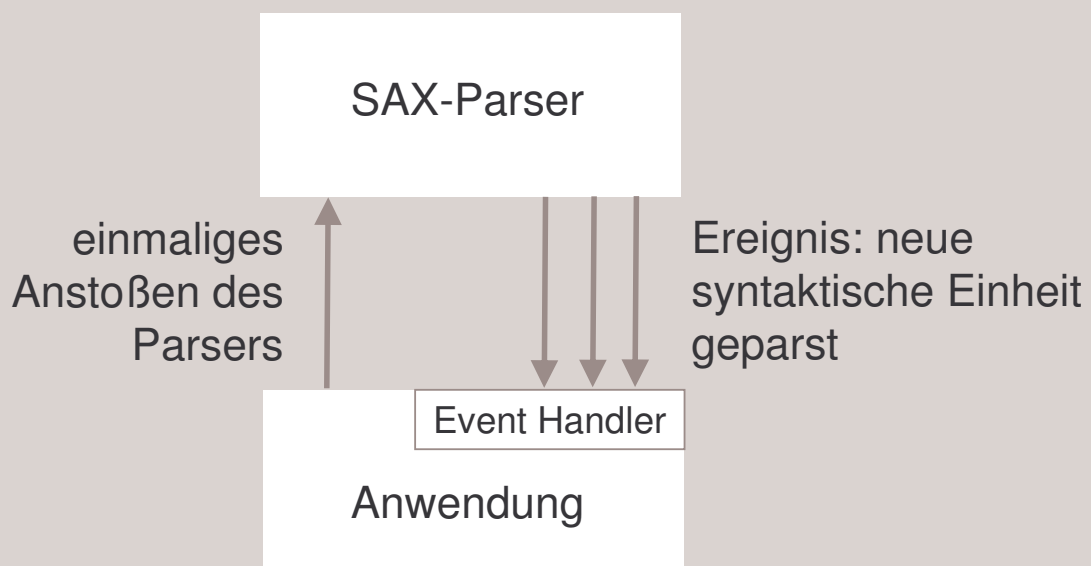 SAX-Parser
einmaliges
Anstoßen des
Parsers
Ereignis: neue
syntaktische Einheit
geparst
Event Handler
Anwendung